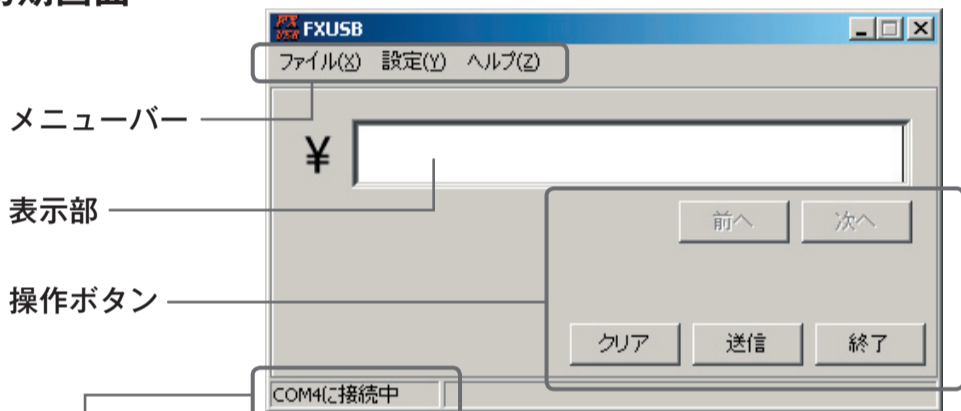 FXUSB
ファイル(X) 設定(Y) ヘルプ(Z)
メニューバー
¥
表示部
前へ 次へ
操作ボタン
クリア 送信 終了
COM4に接続中